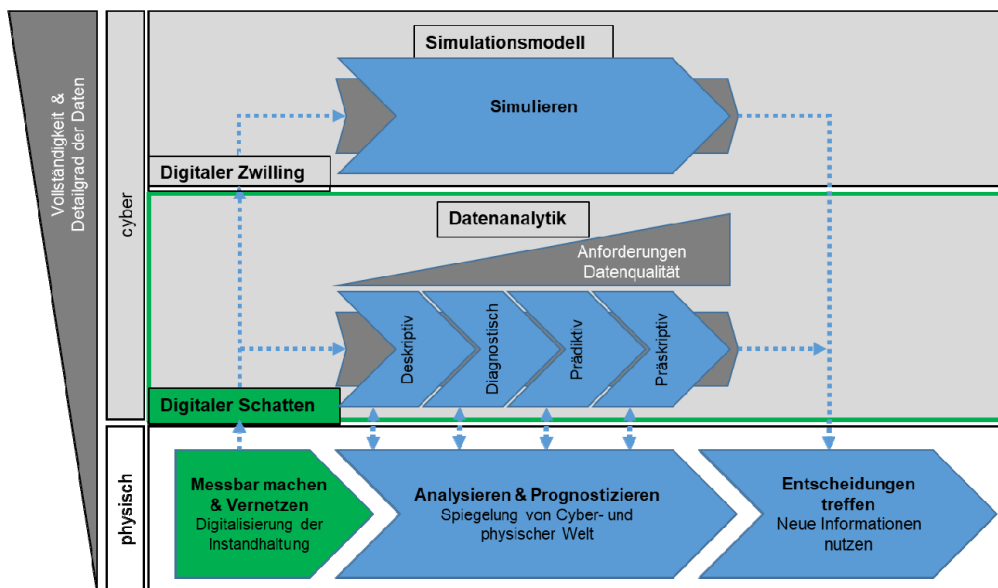 Vollständigkeit &
Detailgrad der Daten
cyber
Simulationsmodell
Simulieren
Digitaler Zwilling
Datenanalytik
Anforderungen
Datenqualität
Deskriptiv
Diagnostisch
Prädiktiv
Präskriptiv
Digitaler Schatten
physisch
Messbar machen
& Vernetzen
Digitalisierung der
Instandhaltung
Analysieren & Prognostizieren
Spiegelung von Cyber- und
physischer Welt
Entscheidungen
treffen
Neue Informationen
nutzen